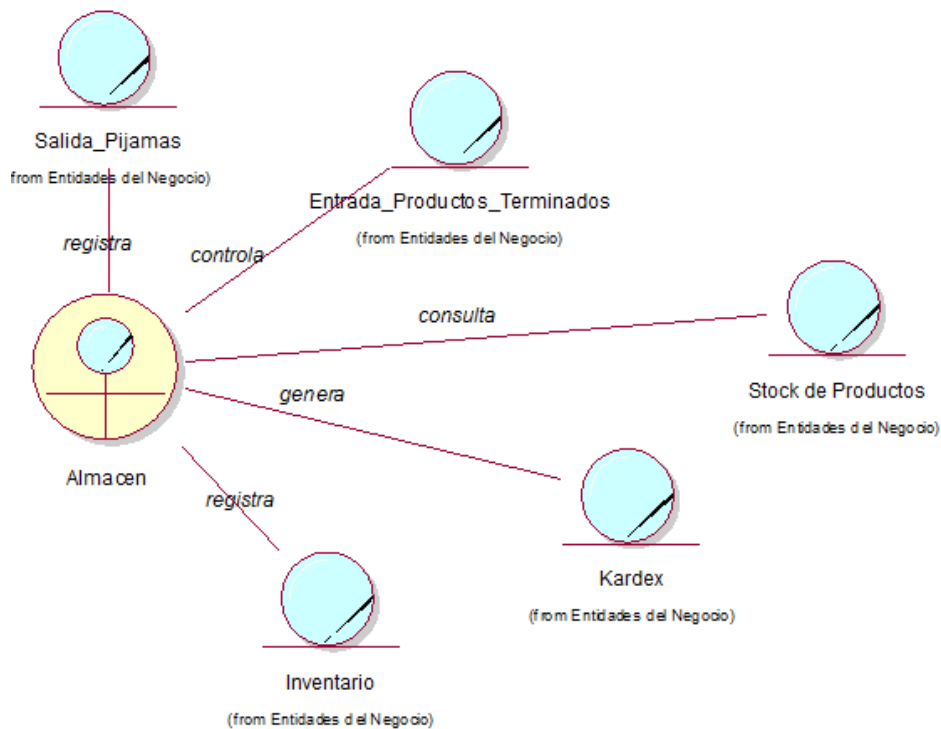 Salida_Pijamas
from Entidades del Negocio)
Entrada_Productos_Terminados
(from Entidades del Negocio)
registra
controla
consulta
Stock de Productos
(from Entidades del Negocio)
genera
Almacen
registra
Kardex
(from Entidades del Negocio)
Inventario
(from Entidades del Negocio)